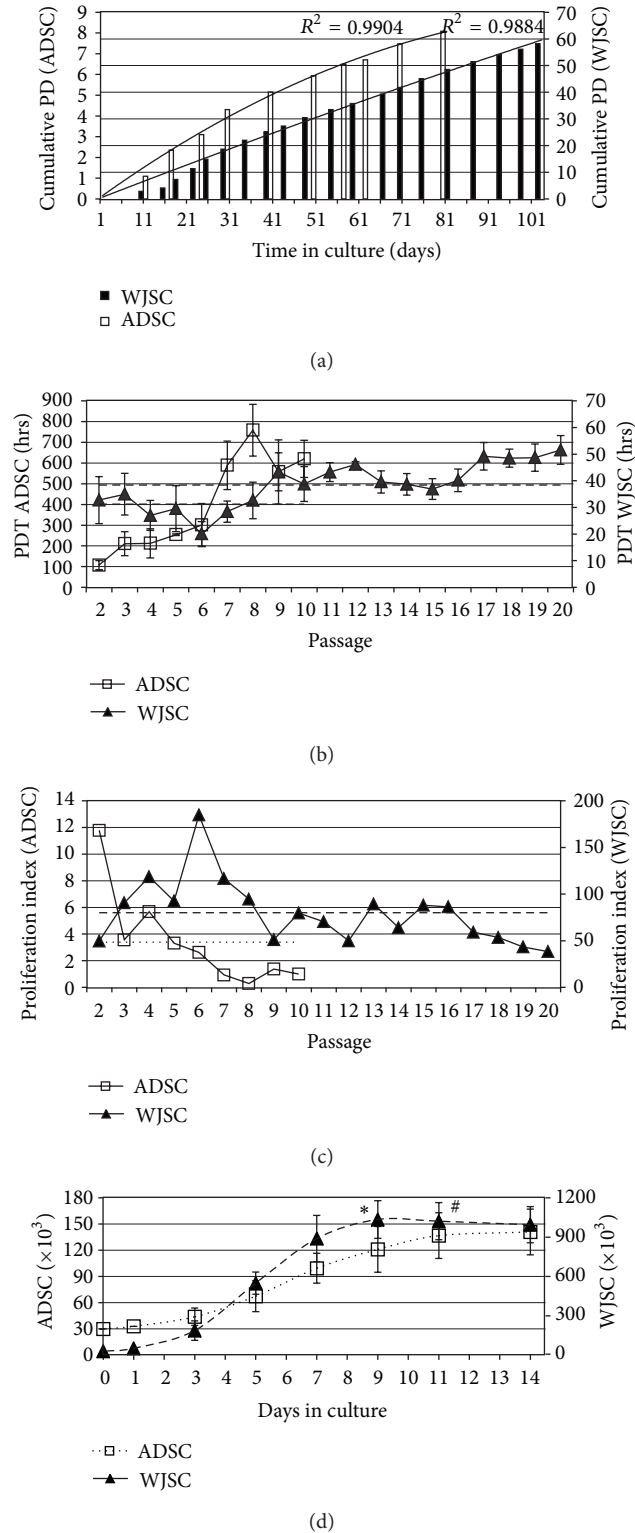 R² = 0.9904 R² = 0.9884
Cumulative PD (ADSC)
9
8
7
6
5
4
3
2
1
0
70
60
50
40
30
20
10
0
Cumulative PD (WJSC)
1 11 21 31 41 51 61 71 81 91 101
Time in culture (days)
WJSC
ADSC
(a)
PDT ADSC (hrs)
900
800
700
600
500
400
300
200
100
0
70
60
50
40
30
20
10
0
PDT WJSC (hrs)
2 3 4 5 6 7 8 9 10 11 12 13 14 15 16 17 18 19 20
Passage
ADSC
WJSC
(b)
Proliferation index (ADSC)
14
12
10
8
6
4
2
0
200
150
100
50
0
Proliferation index (WJSC)
2 3 4 5 6 7 8 9 10 11 12 13 14 15 16 17 18 19 20
Passage
ADSC
WJSC
(c)
ADSC (×10³)
180
150
120
90
60
30
0
1200
900
600
300
0
WJSC (×10³)
* #
0 1 3 4 5 6 7 8 9 10 11 12 13 14
Days in culture
ADSC
WJSC
(d)